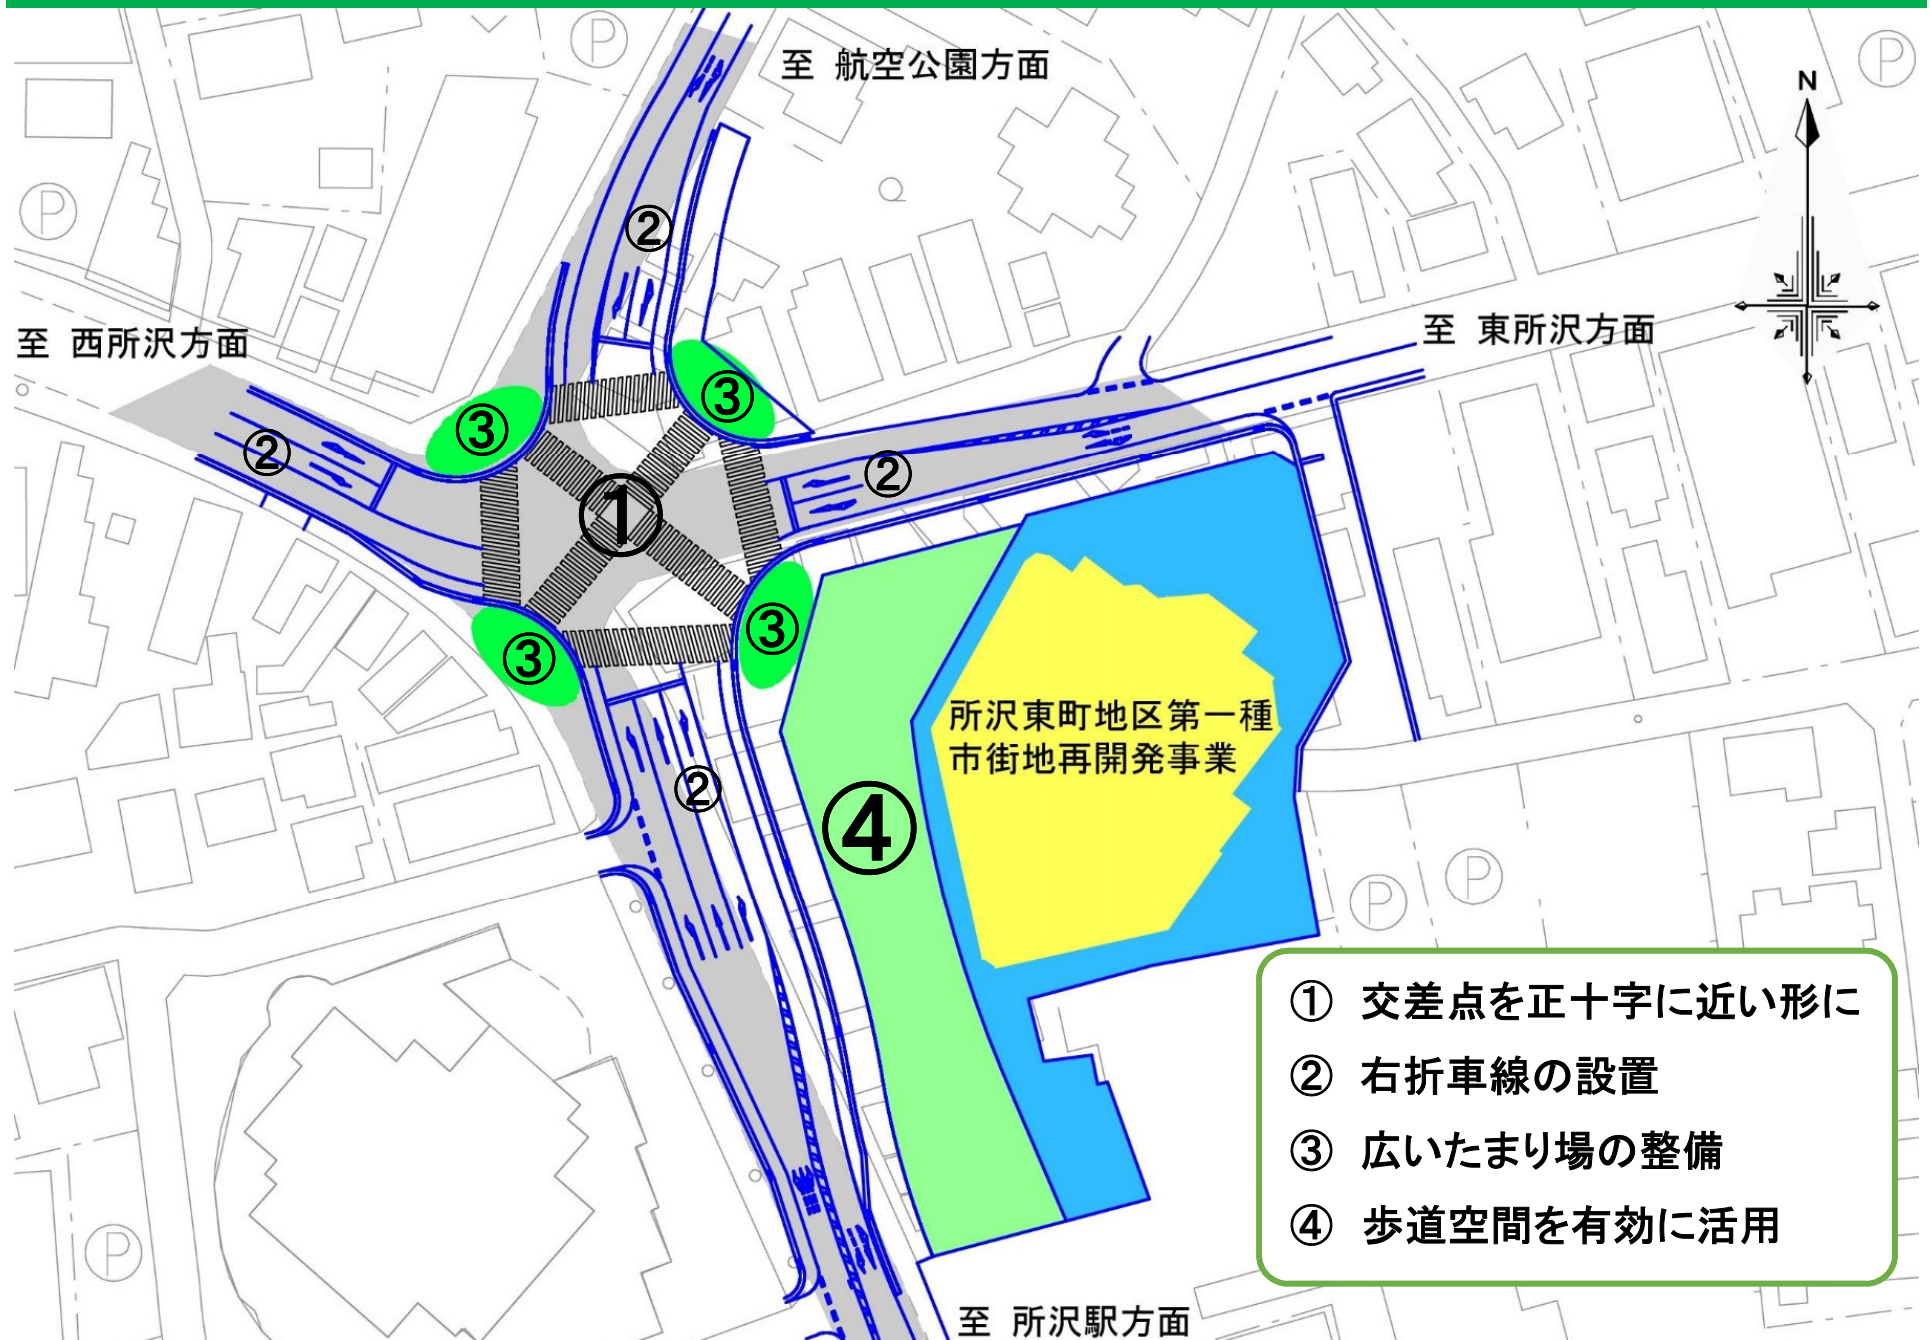 Ⓟ
至 航空公園方面
Ⓟ
N
Ⓟ
②
至 西所沢方面
至 東所沢方面
③
③
②
②
①
③
③
所沢東町地区第一種
市街地再開発事業
②
④
Ⓟ
Ⓟ
① 交差点を正十字に近い形に
② 右折車線の設置
③ 広いたまり場の整備
④ 歩道空間を有効に活用
Ⓟ
至 所沢駅方面